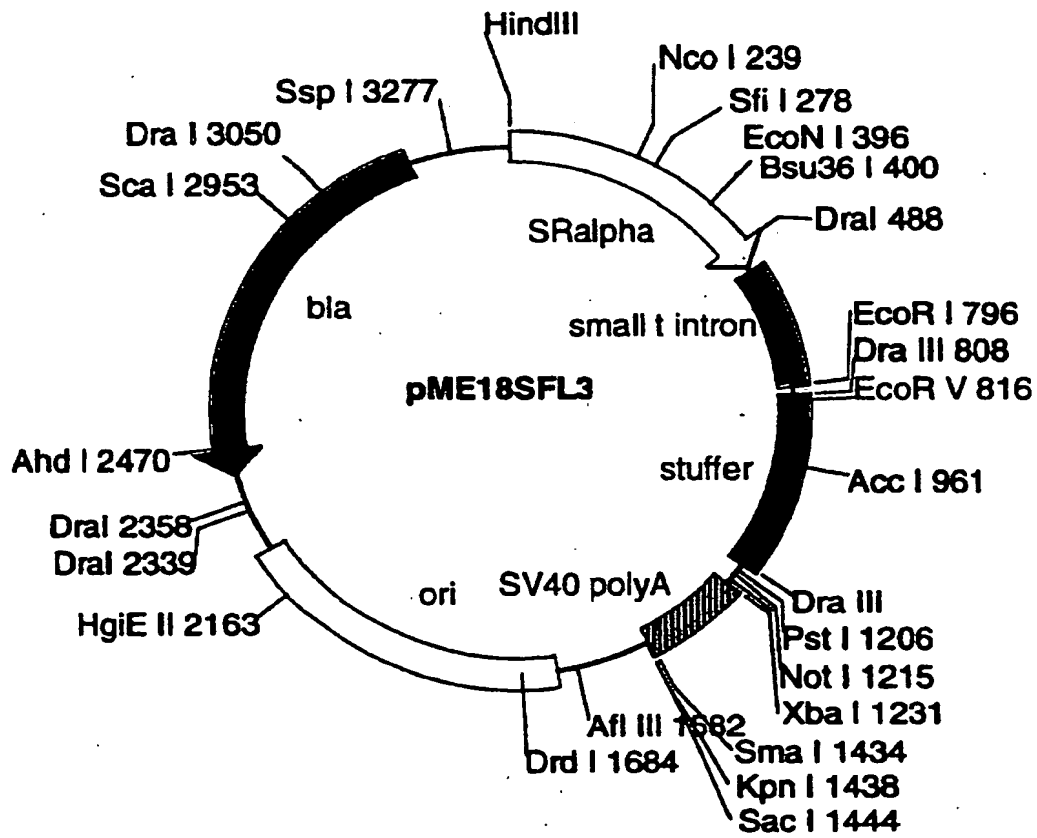 HindIII
Nco I 239
Ssp I 3277
Sfi I 278
Dra I 3050
EcoN I 396
Bsu36 I 400
Sca I 2953
DraI 488
SRalpha
bla
small t intron
EcoR I 796
Dra III 808
pME18SFL3
EcoR V 816
Ahd I 2470
stuffer
Acc I 961
DraI 2358
DraI 2339
ori
SV40 polyA
HgiE II 2163
Dra III
Pst I 1206
Not I 1215
Xba I 1231
Afl III 1582
Drd I 1684
Sma I 1434
Kpn I 1438
Sac I 1444